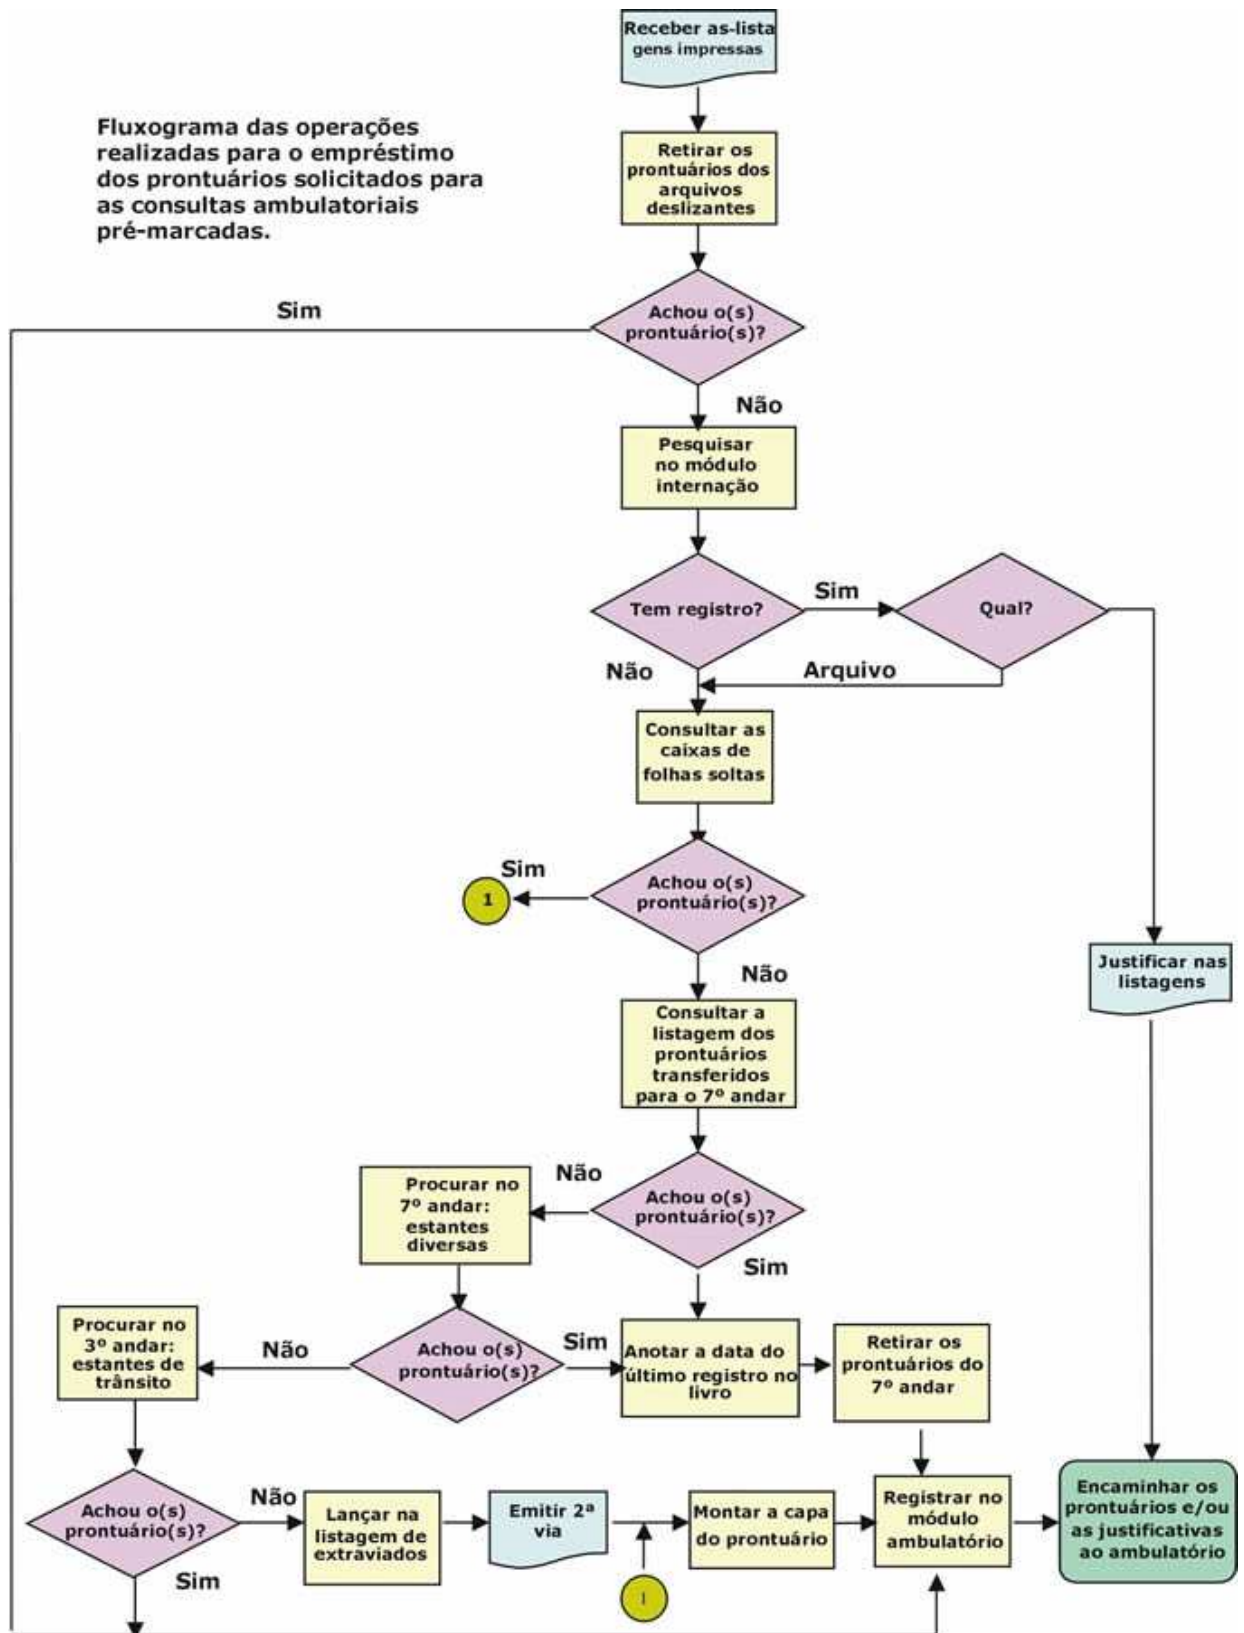 Receber as-lista
gens impressas
Fluxograma das operações
realizadas para o empréstimo
dos prontuários solicitados para
as consultas ambulatoriais
pré-marcadas.
Retirar os
prontuários dos
arquivos
deslizantes
Sim
Achou o(s)
prontuário(s)?
Não
Pesquisar
no módulo
internação
Tem registro?
Sim
Qual?
Não
Arquivo
Consultar as
caixas de
folhas soltas
Sim
1
Achou o(s)
prontuário(s)?
Não
Justificar nas
listagens
Consultar a
listagem dos
prontuários
transferidos
para o 7º andar
Não
Procurar no
7º andar:
estantes
diversas
Achou o(s)
prontuário(s)?
Sim
Procurar no
3º andar:
estantes de
trânsito
Não
Achou o(s)
prontuário(s)?
Sim
Anotar a data do
último registro no
livro
Retirar os
prontuários do
7º andar
Achou o(s)
prontuário(s)?
Não
Sim
Lançar na
listagem de
extraviados
Emitir 2ª
via
I
Montar a capa
do prontuário
Registrar no
módulo
ambulatório
Encaminhar os
prontuários e/ou
as justificativas
ao ambulatório